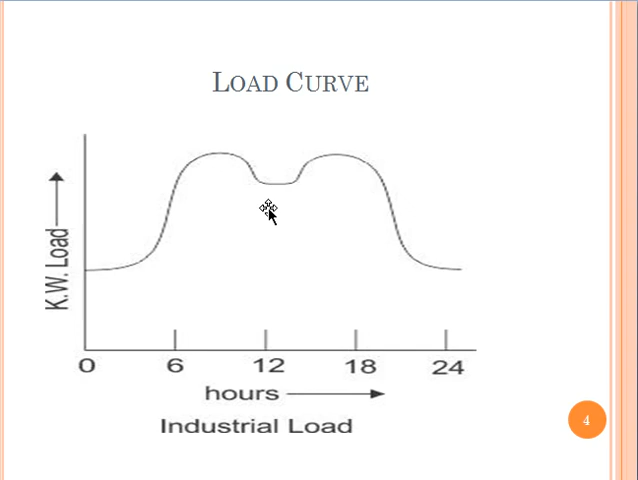 LOAD CURVE
K.W. Load
0 6 12 18 24
hours
Industrial Load
4